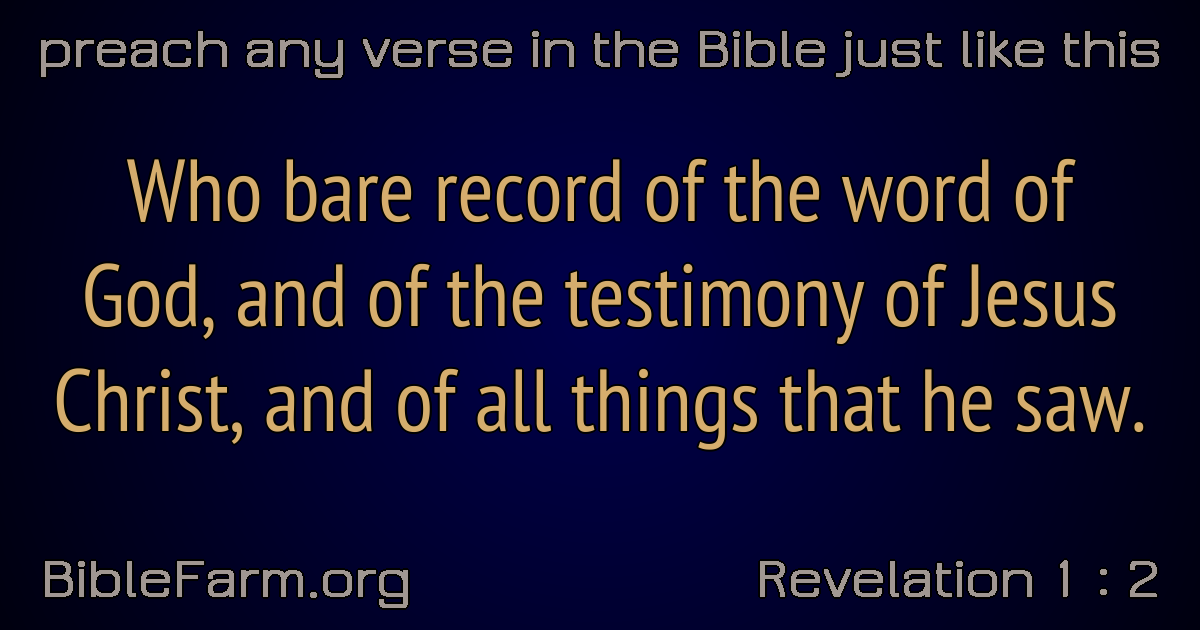 preach any verse in the Bible just like this
Who bare record of the word of
God, and of the testimony of Jesus
Christ, and of all things that he saw.
BibleFarm.org
Revelation 1 : 2